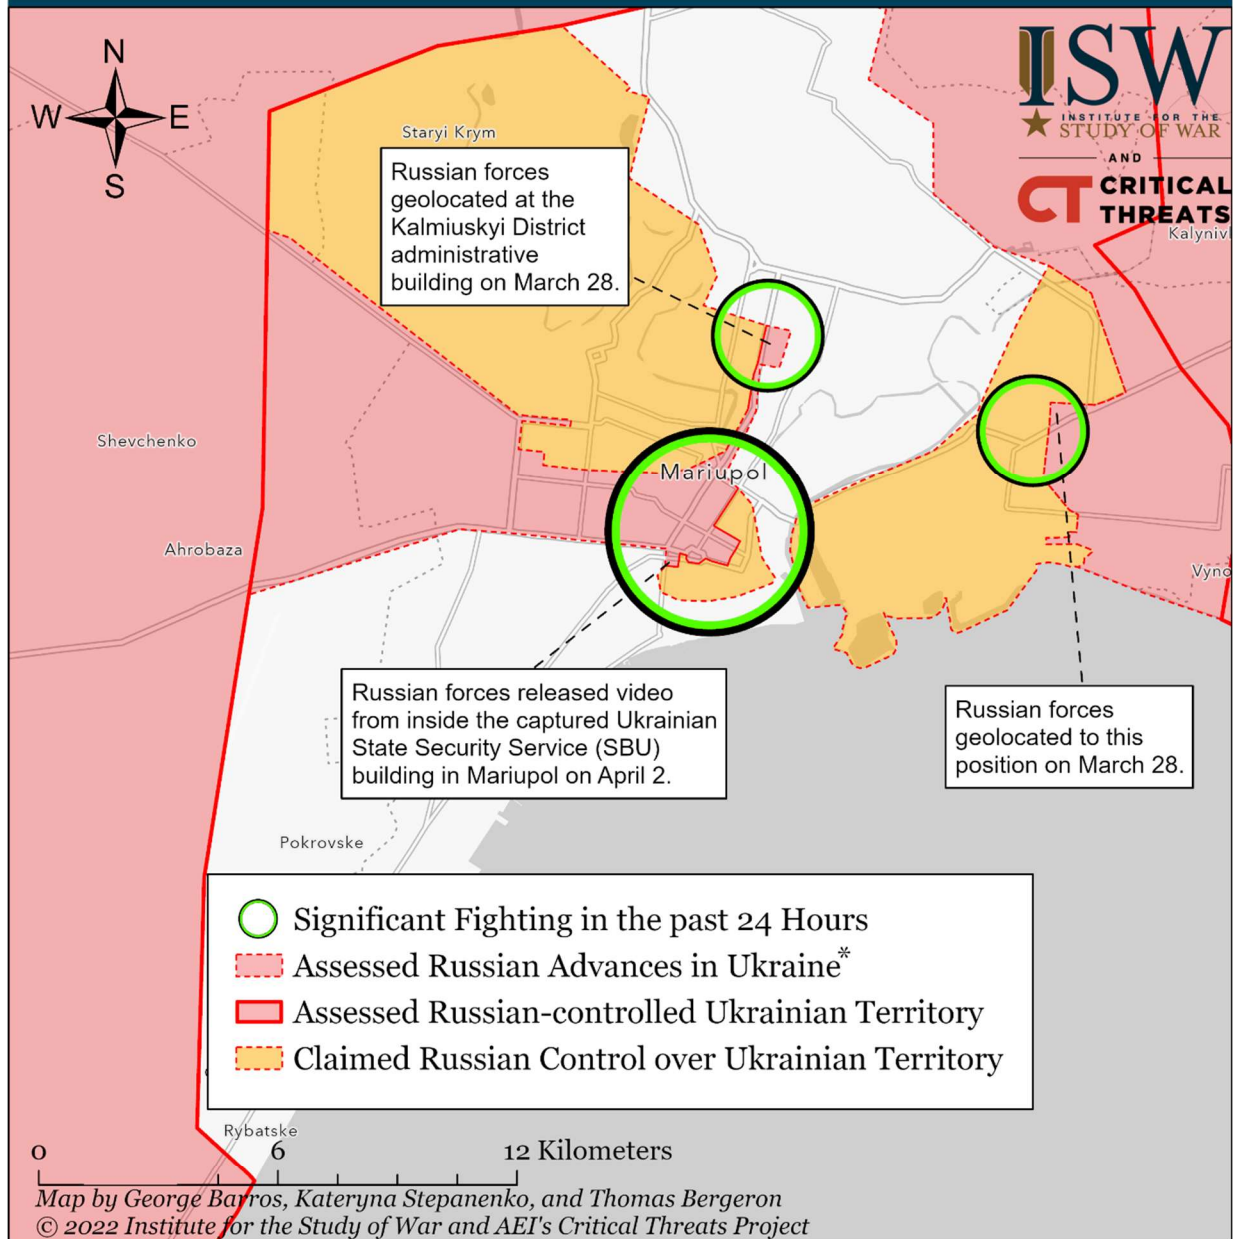 N
W E
S
ISW
INSTITUTE FOR THE
STUDY OF WAR
AND
CT CRITICAL
THREATS
Kalynivk
Staryi Krym
Russian forces
geolocated at the
Kalmiuskyi District
administrative
building on March 28.
Shevchenko
Mariupol
Ahrobaza
Vyno
Russian forces released video
from inside the captured Ukrainian
State Security Service (SBU)
building in Mariupol on April 2.
Russian forces
geolocated to this
position on March 28.
Pokrovske
Significant Fighting in the past 24 Hours
Assessed Russian Advances in Ukraine*
Assessed Russian-controlled Ukrainian Territory
Claimed Russian Control over Ukrainian Territory
Rybatske
0 6 12 Kilometers
Map by George Barros, Kateryna Stepanenko, and Thomas Bergeron
© 2022 Institute for the Study of War and AEI's Critical Threats Project